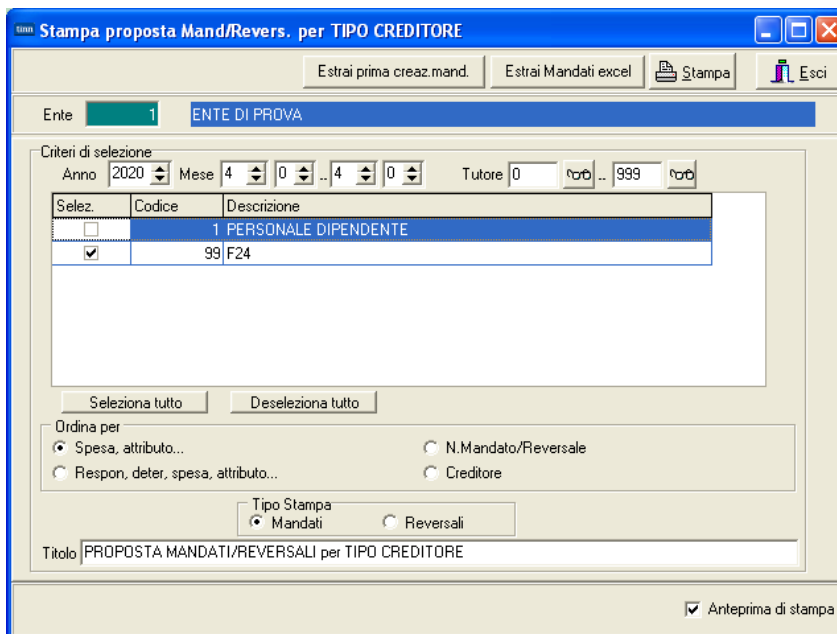 tinn Stampa proposta Mand/Revers. per TIPO CREDITORE
Estrai prima creaz.mand. Estrai Mandati excel Stampa Esci
Ente 1 ENTE DI PROVA
Criteri di selezione
Anno 2020 Mese 4 0 .. 4 0 Tutore 0 .. 999
Selez. Codice Descrizione
1 PERSONALE DIPENDENTE
99 F24
Seleziona tutto Deseleziona tutto
Ordina per
Spesa, attributo... N.Mandato/Reversale
Respon, deter, spesa, attributo... Creditore
Tipo Stampa
Mandati Reversali
Titolo PROPOSTA MANDATI/REVERSALI per TIPO CREDITORE
Anteprima di stampa